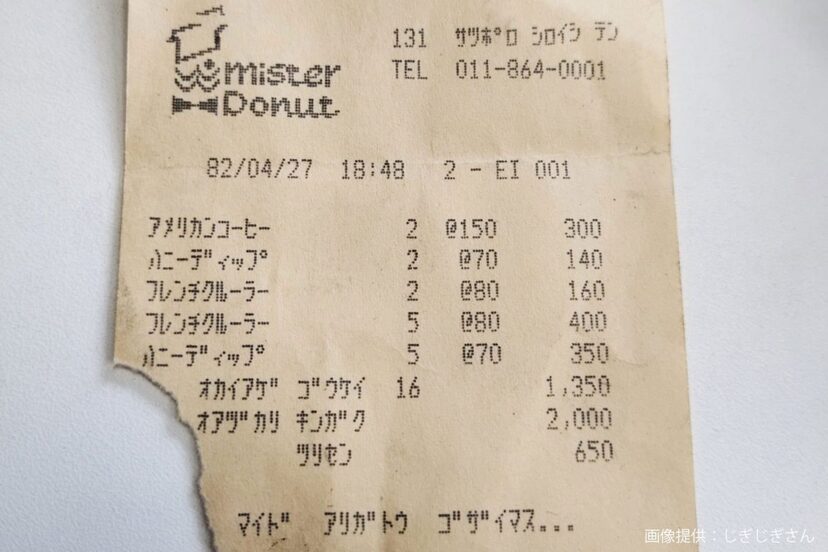 131 サツポロ シロイシ テン
mister Donut
TEL 011-864-0001
82/04/27 18:48 2 - EI 001
アメリカンコーヒー 2 @150 300
ハニーディップ 2 @70 140
フレンチクルーラー 2 @80 160
フレンチクルーラー 5 @80 400
ハニーディップ 5 @70 350
オカイアゲ ゴウケイ 16 1,350
オアヅカリ キンガク 2,000
ツリセン 650
マイド アリガトウ ゴザイマス...
画像提供：じぎじぎさん